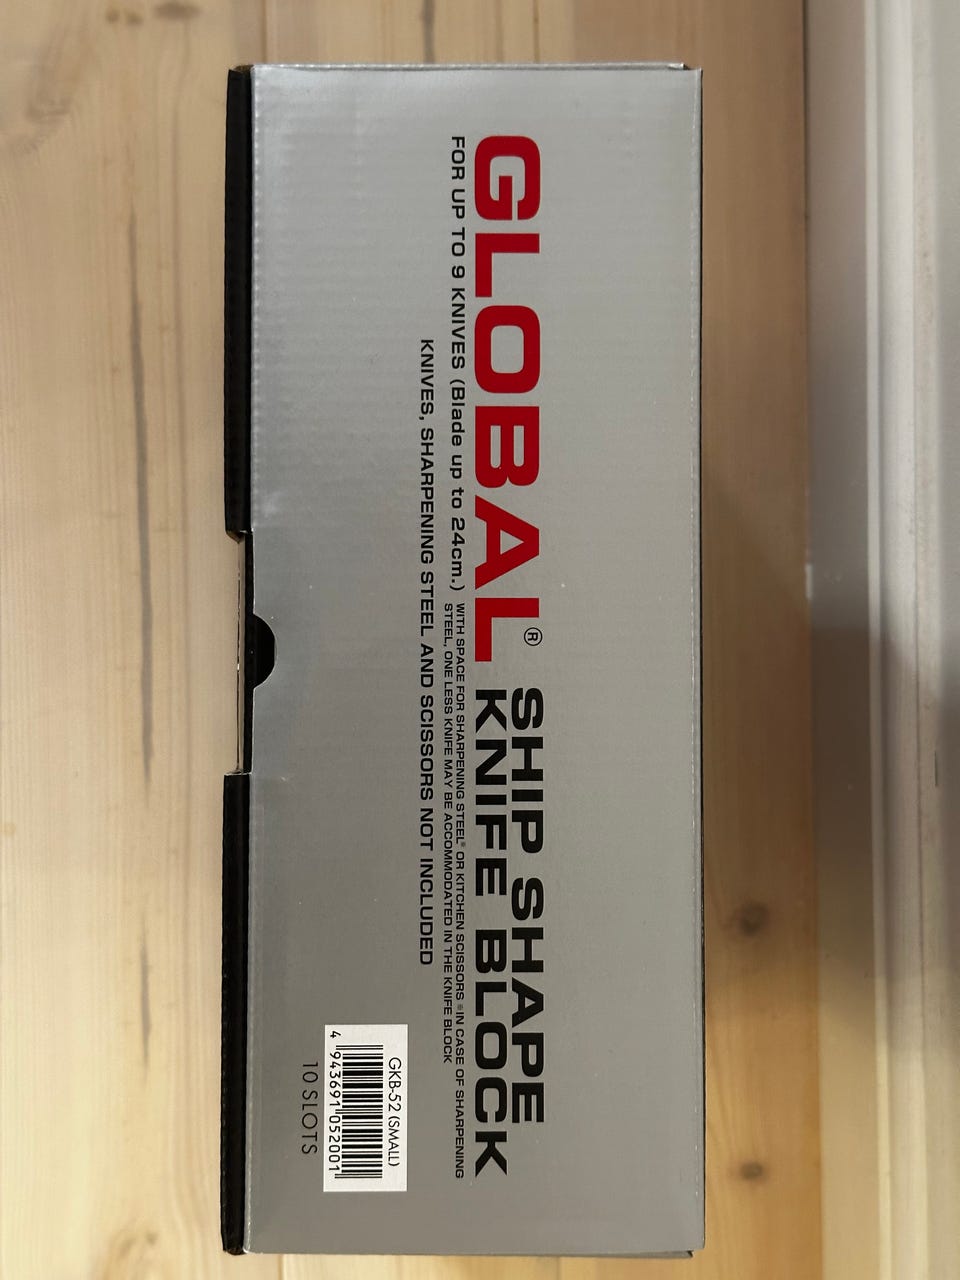 GLOBAL® SHIP SHAPE
KNIFE BLOCK
FOR UP TO 9 KNIVES (Blade up to 24cm.) WITH SPACE FOR SHARPENING STEEL* OR KITCHEN SCISSORS *IN CASE OF SHARPENING
STEEL, ONE LESS KNIFE MAY BE ACCOMMODATED IN THE KNIFE BLOCK
KNIVES, SHARPENING STEEL AND SCISSORS NOT INCLUDED
GKB-52 (SMALL)
4 943691 052001
10 SLOTS